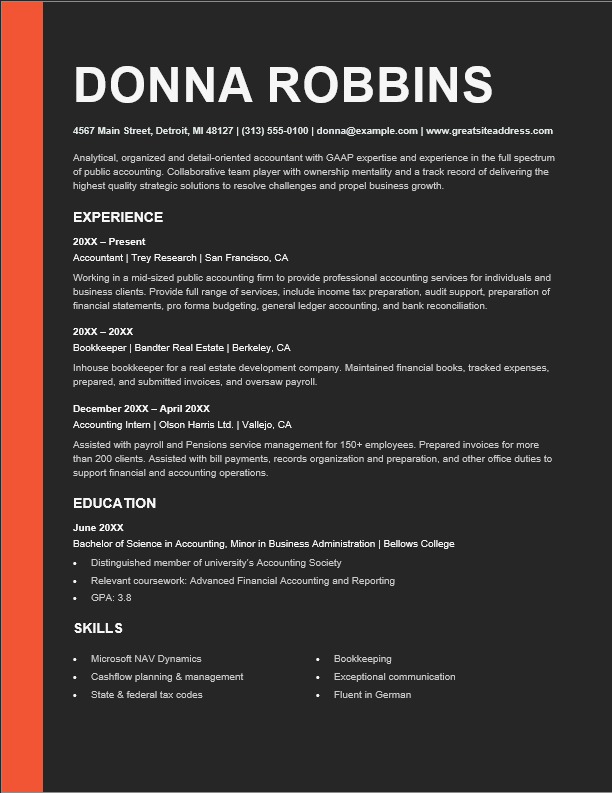 DONNA ROBBINS
4567 Main Street, Detroit, MI 48127 | (313) 555-0100 | donna@example.com | www.greatsiteaddress.com
Analytical, organized and detail-oriented accountant with GAAP expertise and experience in the full spectrum
of public accounting. Collaborative team player with ownership mentality and a track record of delivering the
highest quality strategic solutions to resolve challenges and propel business growth.
EXPERIENCE
20XX – Present
Accountant | Trey Research | San Francisco, CA
Working in a mid-sized public accounting firm to provide professional accounting services for individuals and
business clients. Provide full range of services, include income tax preparation, audit support, preparation of
financial statements, pro forma budgeting, general ledger accounting, and bank reconciliation.
20XX – 20XX
Bookkeeper | Bandter Real Estate | Berkeley, CA
Inhouse bookkeeper for a real estate development company. Maintained financial books, tracked expenses,
prepared, and submitted invoices, and oversaw payroll.
December 20XX – April 20XX
Accounting Intern | Olson Harris Ltd. | Vallejo, CA
Assisted with payroll and Pensions service management for 150+ employees. Prepared invoices for more
than 200 clients. Assisted with bill payments, records organization and preparation, and other office duties to
support financial and accounting operations.
EDUCATION
June 20XX
Bachelor of Science in Accounting, Minor in Business Administration | Bellows College
• Distinguished member of university's Accounting Society
• Relevant coursework: Advanced Financial Accounting and Reporting
• GPA: 3.8
SKILLS
• Microsoft NAV Dynamics
• Cashflow planning & management
• State & federal tax codes
• Bookkeeping
• Exceptional communication
• Fluent in German